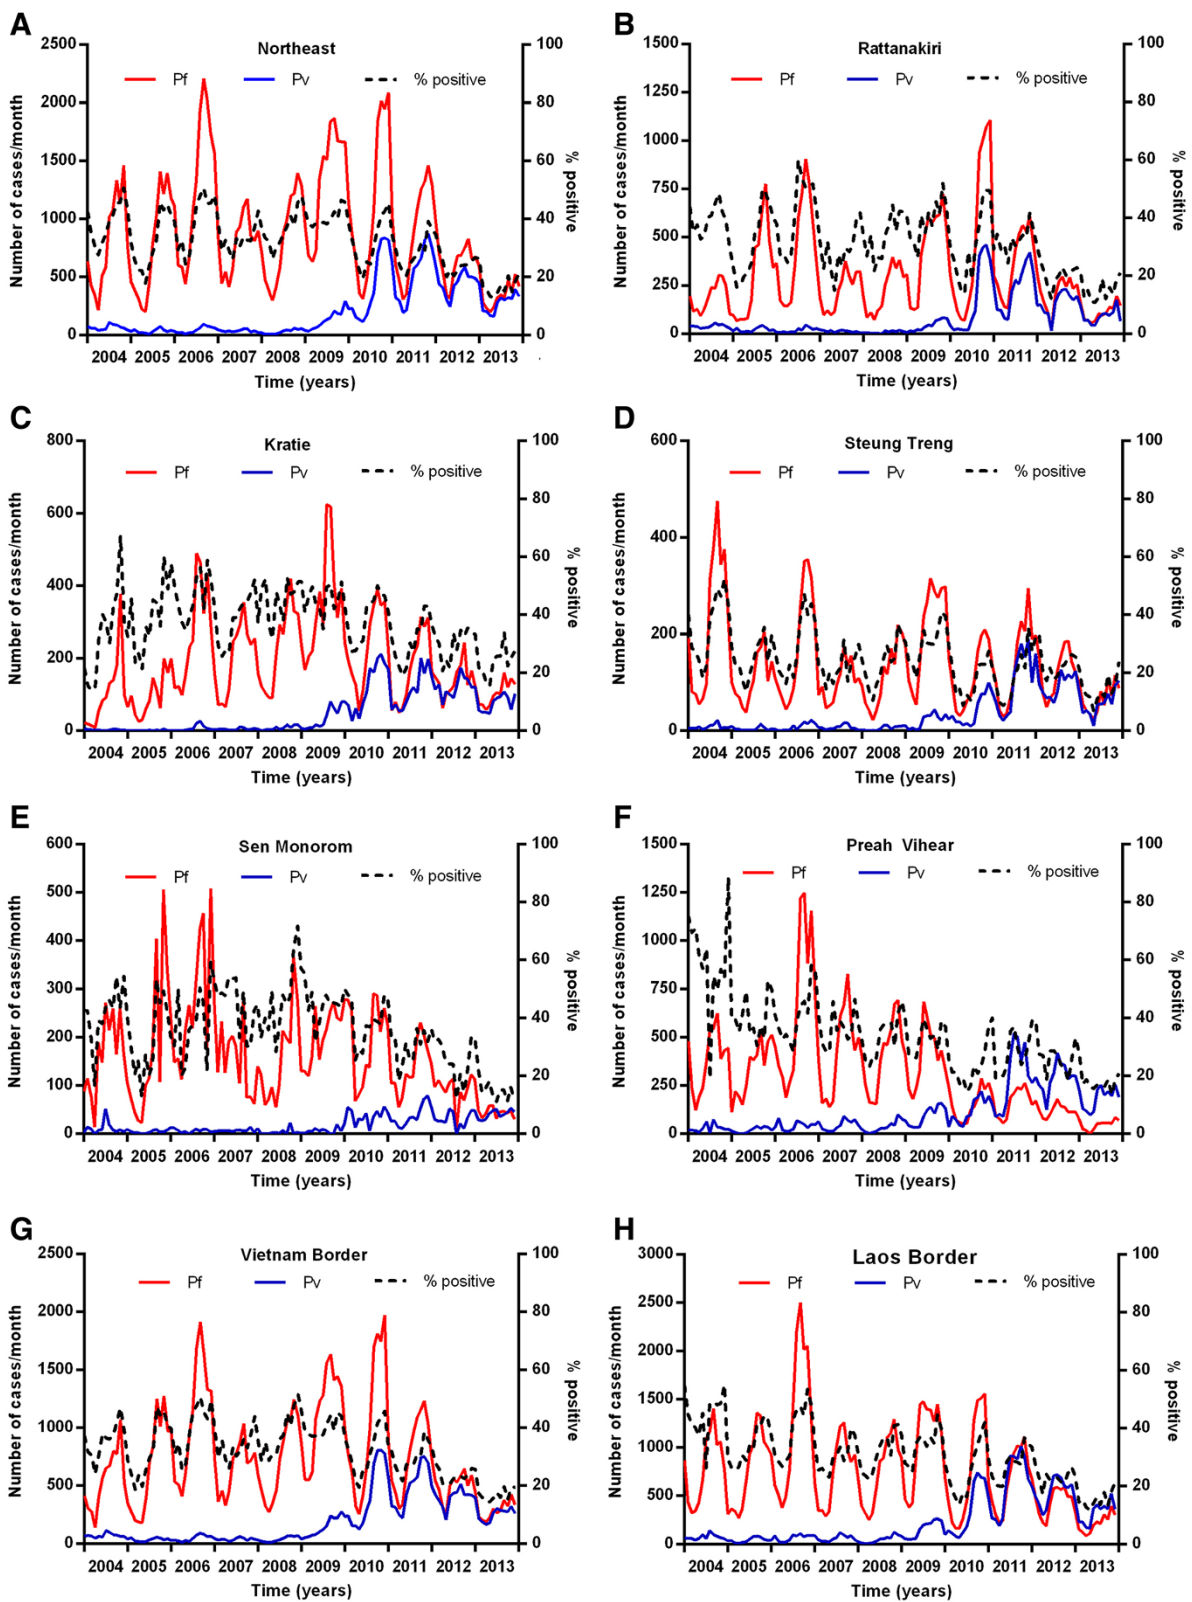 A
Northeast
Pf Pv % positive
Number of cases/month
2500
2000
1500
1000
500
0
100
80
60
40
20
0
% positive
2004 2005 2006 2007 2008 2009 2010 2011 2012 2013
Time (years)
B
Rattanakiri
Pf Pv % positive
Number of cases/month
1500
1250
1000
750
500
250
0
100
80
60
40
20
0
% positive
2004 2005 2006 2007 2008 2009 2010 2011 2012 2013
Time (years)
C
Kratie
Pf Pv % positive
Number of cases/month
800
600
500
400
300
200
100
0
100
80
60
40
20
0
% positive
2004 2005 2006 2007 2008 2009 2010 2011 2012 2013
Time (years)
D
Steung Treng
Pf Pv % positive
Number of cases/month
600
400
200
0
100
80
60
40
20
0
% positive
2004 2005 2006 2007 2008 2009 2010 2011 2012 2013
Time (years)
E
Sen Monorom
Pf Pv % positive
Number of cases/month
600
500
400
300
200
100
0
100
80
60
40
20
0
% positive
2004 2005 2006 2007 2008 2009 2010 2011 2012 2013
Time (years)
F
Preah Vihear
Pf Pv % positive
Number of cases/month
1500
1250
1000
750
500
250
0
100
80
60
40
20
0
% positive
2004 2005 2006 2007 2008 2009 2010 2011 2012 2013
Time (years)
G
Vietnam Border
Pf Pv % positive
Number of cases/month
2500
2000
1500
1000
500
0
100
80
60
40
20
0
% positive
2004 2005 2006 2007 2008 2009 2010 2011 2012 2013
Time (years)
H
Laos Border
Pf Pv % positive
Number of cases/month
3000
2500
2000
1500
1000
500
0
100
80
60
40
20
0
% positive
2004 2005 2006 2007 2008 2009 2010 2011 2012 2013
Time (years)